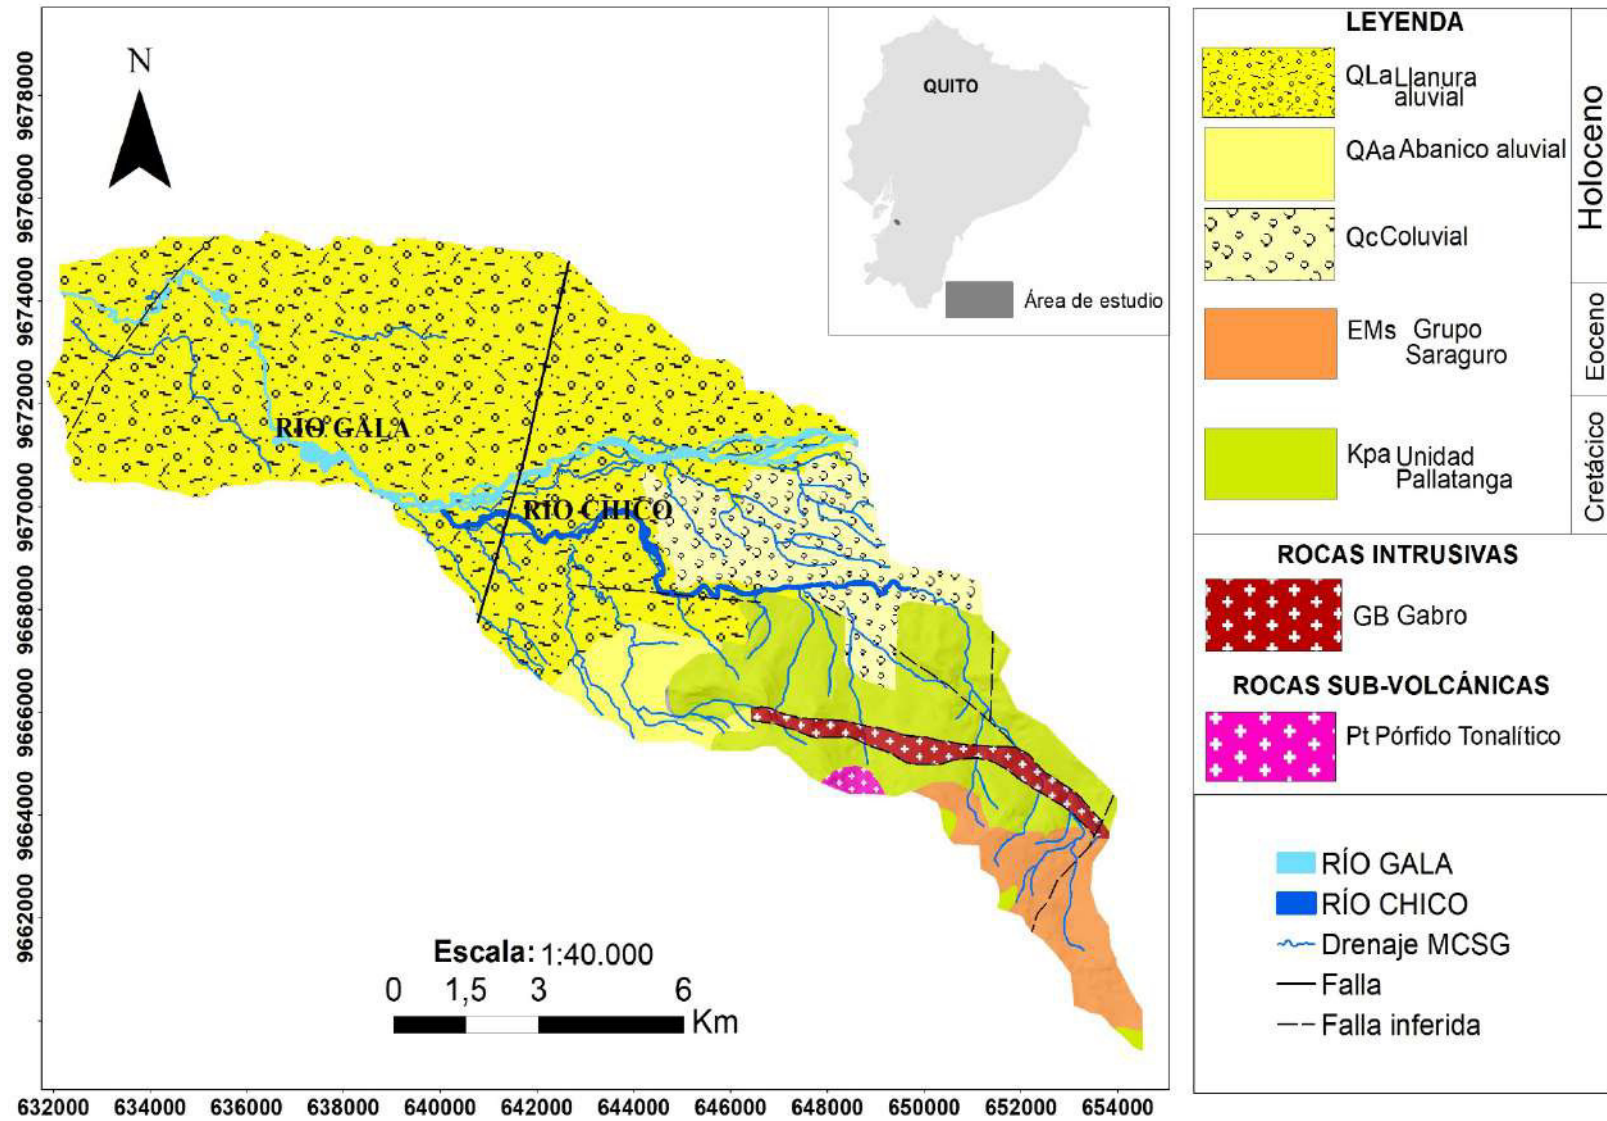 N
QUITO
Área de estudio
RÍO GALA
RÍO CHICO
Escala: 1:40.000
0 1,5 3 6
Km
9678000
9676000
9674000
9672000
9670000
9668000
9666000
9664000
9662000
632000 634000 636000 638000 640000 642000 644000 646000 648000 650000 652000 654000
LEYENDA
QLa Llanura
aluvial
QAa Abanico aluvial
Qc Coluvial
Holoceno
EMs Grupo
Saraguro
Eoceno
Kpa Unidad
Pallatanga
Cretácico
ROCAS INTRUSIVAS
GB Gabro
ROCAS SUB-VOLCÁNICAS
Pt Pórfido Tonalítico
RÍO GALA
RÍO CHICO
Drenaje MCSG
Falla
Falla inferida